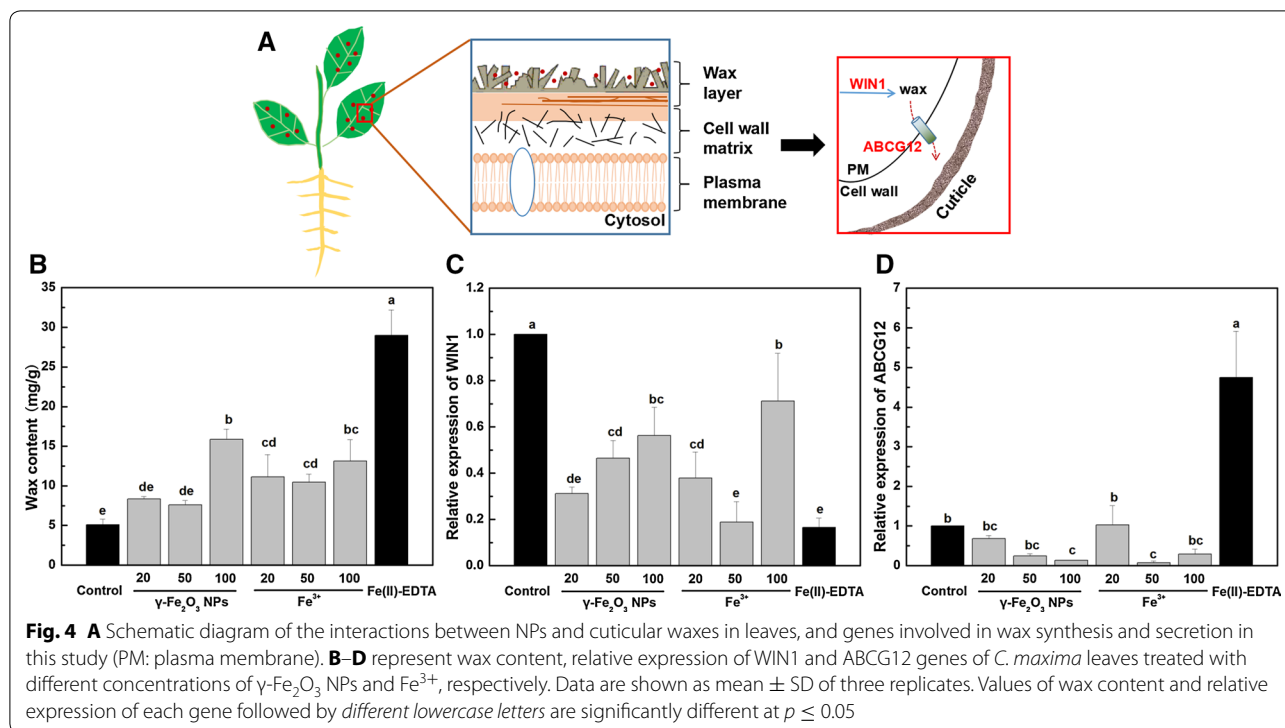 A
Wax
layer
Cell wall
matrix
Plasma
membrane
Cytosol
WIN1
wax
ABCG12
PM
Cell wall
Cuticle
B
Wax content (mg/g)
35
30
25
20
15
10
5
0
e
de
de
b
cd
cd
bc
a
Control
20 50 100 20 50 100
Fe(II)-EDTA
γ-Fe₂O₃ NPs
Fe³⁺
C
Relative expression of WIN1
1.2
1.0
0.8
0.6
0.4
0.2
0.0
a
de
cd
bc
cd
e
b
e
Control
20 50 100 20 50 100
Fe(II)-EDTA
γ-Fe₂O₃ NPs
Fe³⁺
D
Relative expression of ABCG12
7
6
5
4
3
2
1
0
b
bc
bc
c
b
c
bc
a
Control
20 50 100 20 50 100
Fe(II)-EDTA
γ-Fe₂O₃ NPs
Fe³⁺
Fig. 4 A Schematic diagram of the interactions between NPs and cuticular waxes in leaves, and genes involved in wax synthesis and secretion in
this study (PM: plasma membrane). B–D represent wax content, relative expression of WIN1 and ABCG12 genes of C. maxima leaves treated with
different concentrations of γ-Fe₂O₃ NPs and Fe³⁺, respectively. Data are shown as mean ± SD of three replicates. Values of wax content and relative
expression of each gene followed by different lowercase letters are significantly different at p ≤ 0.05